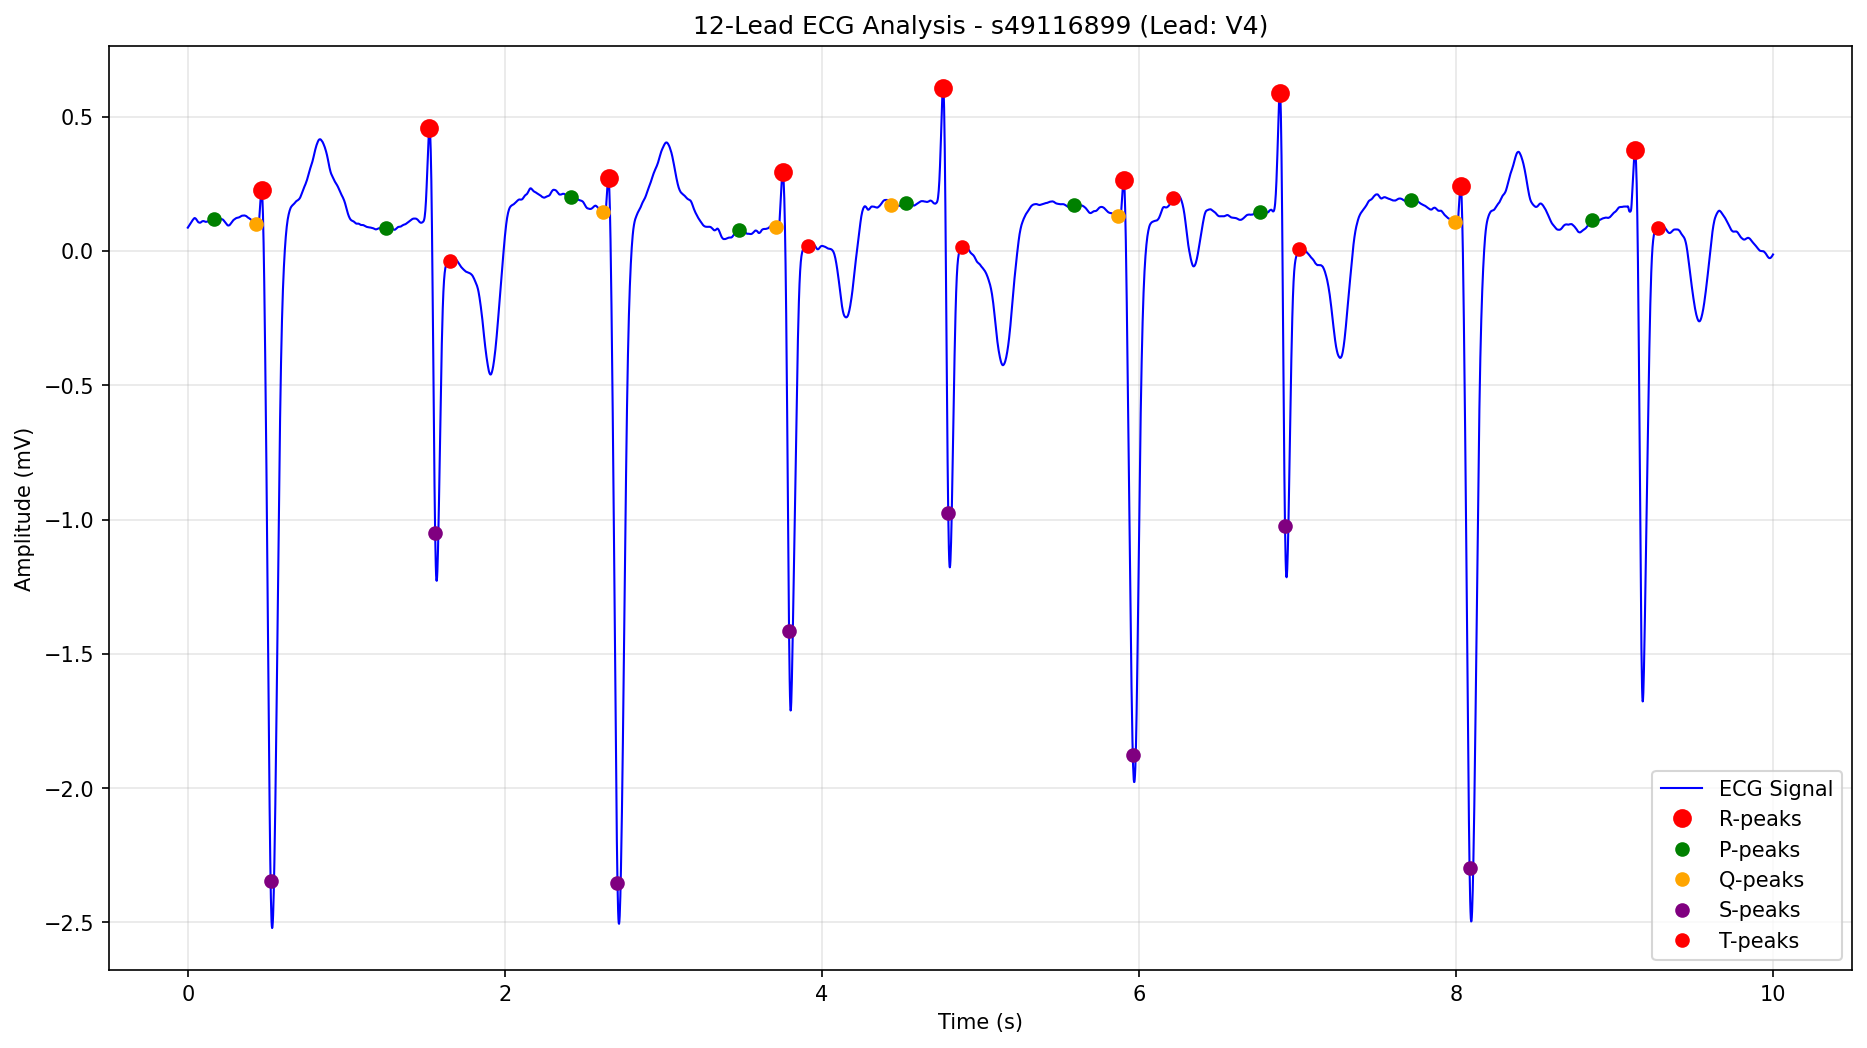 12-Lead ECG Analysis - s49116899 (Lead: V4)
Amplitude (mV)
0.5
0.0
−0.5
−1.0
−1.5
−2.0
−2.5
ECG Signal
R-peaks
P-peaks
Q-peaks
S-peaks
T-peaks
0 2 4 6 8 10
Time (s)